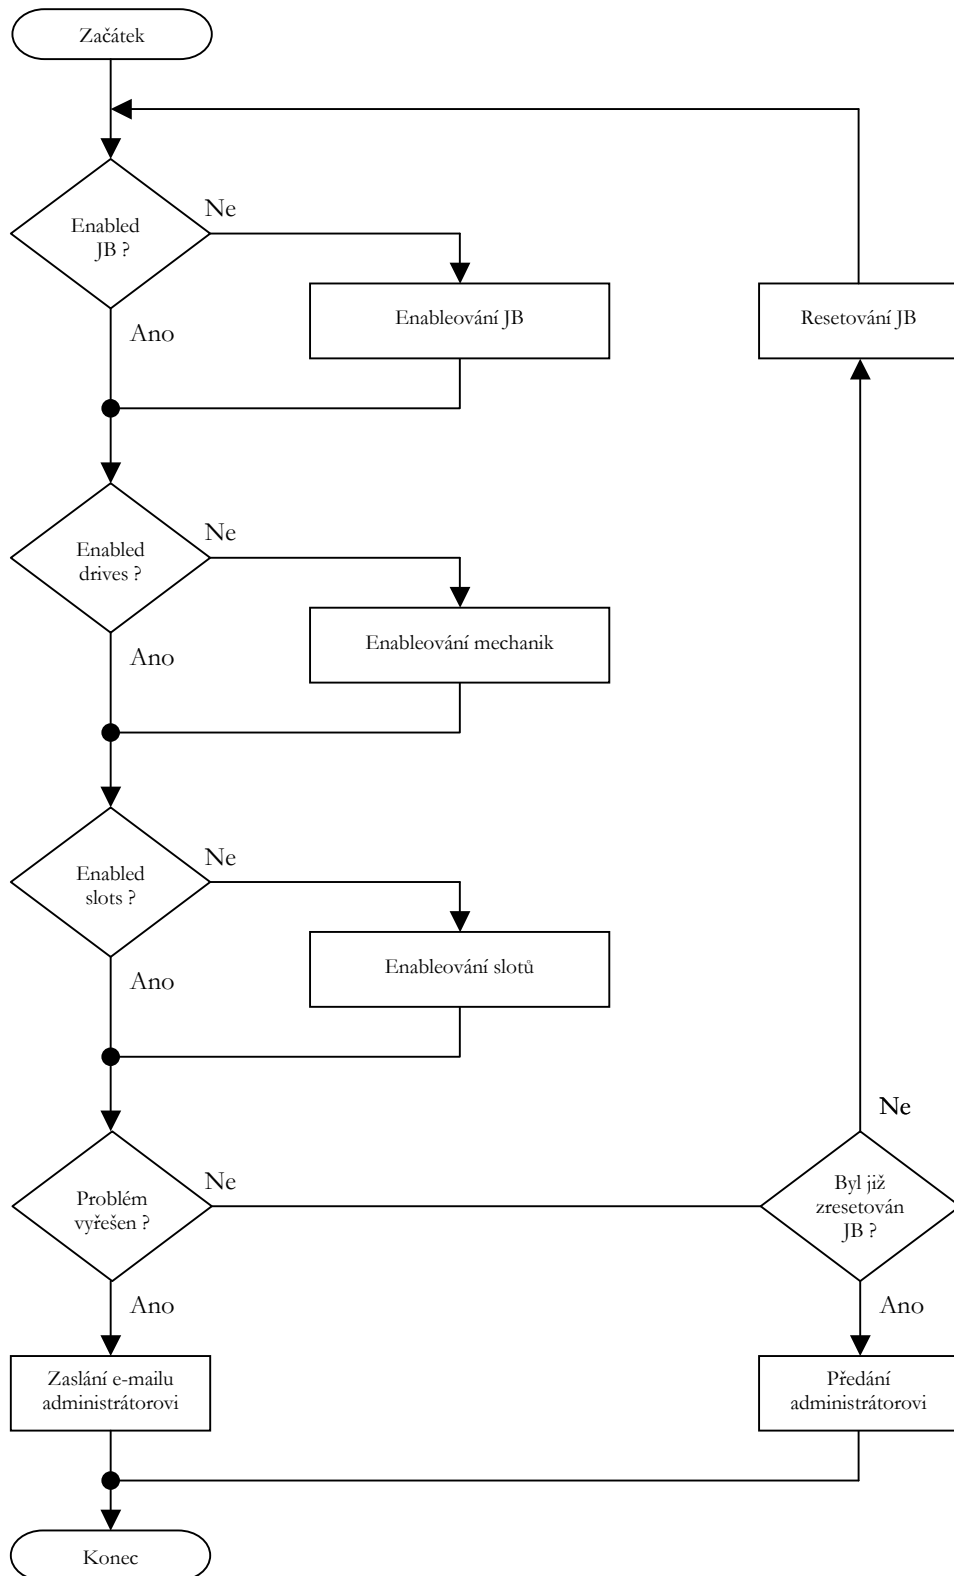 Začátek
Ne
Enabled
JB ?
Enableování JB
Resetování JB
Ano
Ne
Enabled
drives ?
Enableování mechanik
Ano
Ne
Enabled
slots ?
Enableování slotů
Ano
Ne
Ne
Problém
vyřešen ?
Byl již
zresetován
JB ?
Ano
Ano
Zaslání e-mailu
administrátorovi
Předání
administrátorovi
Konec